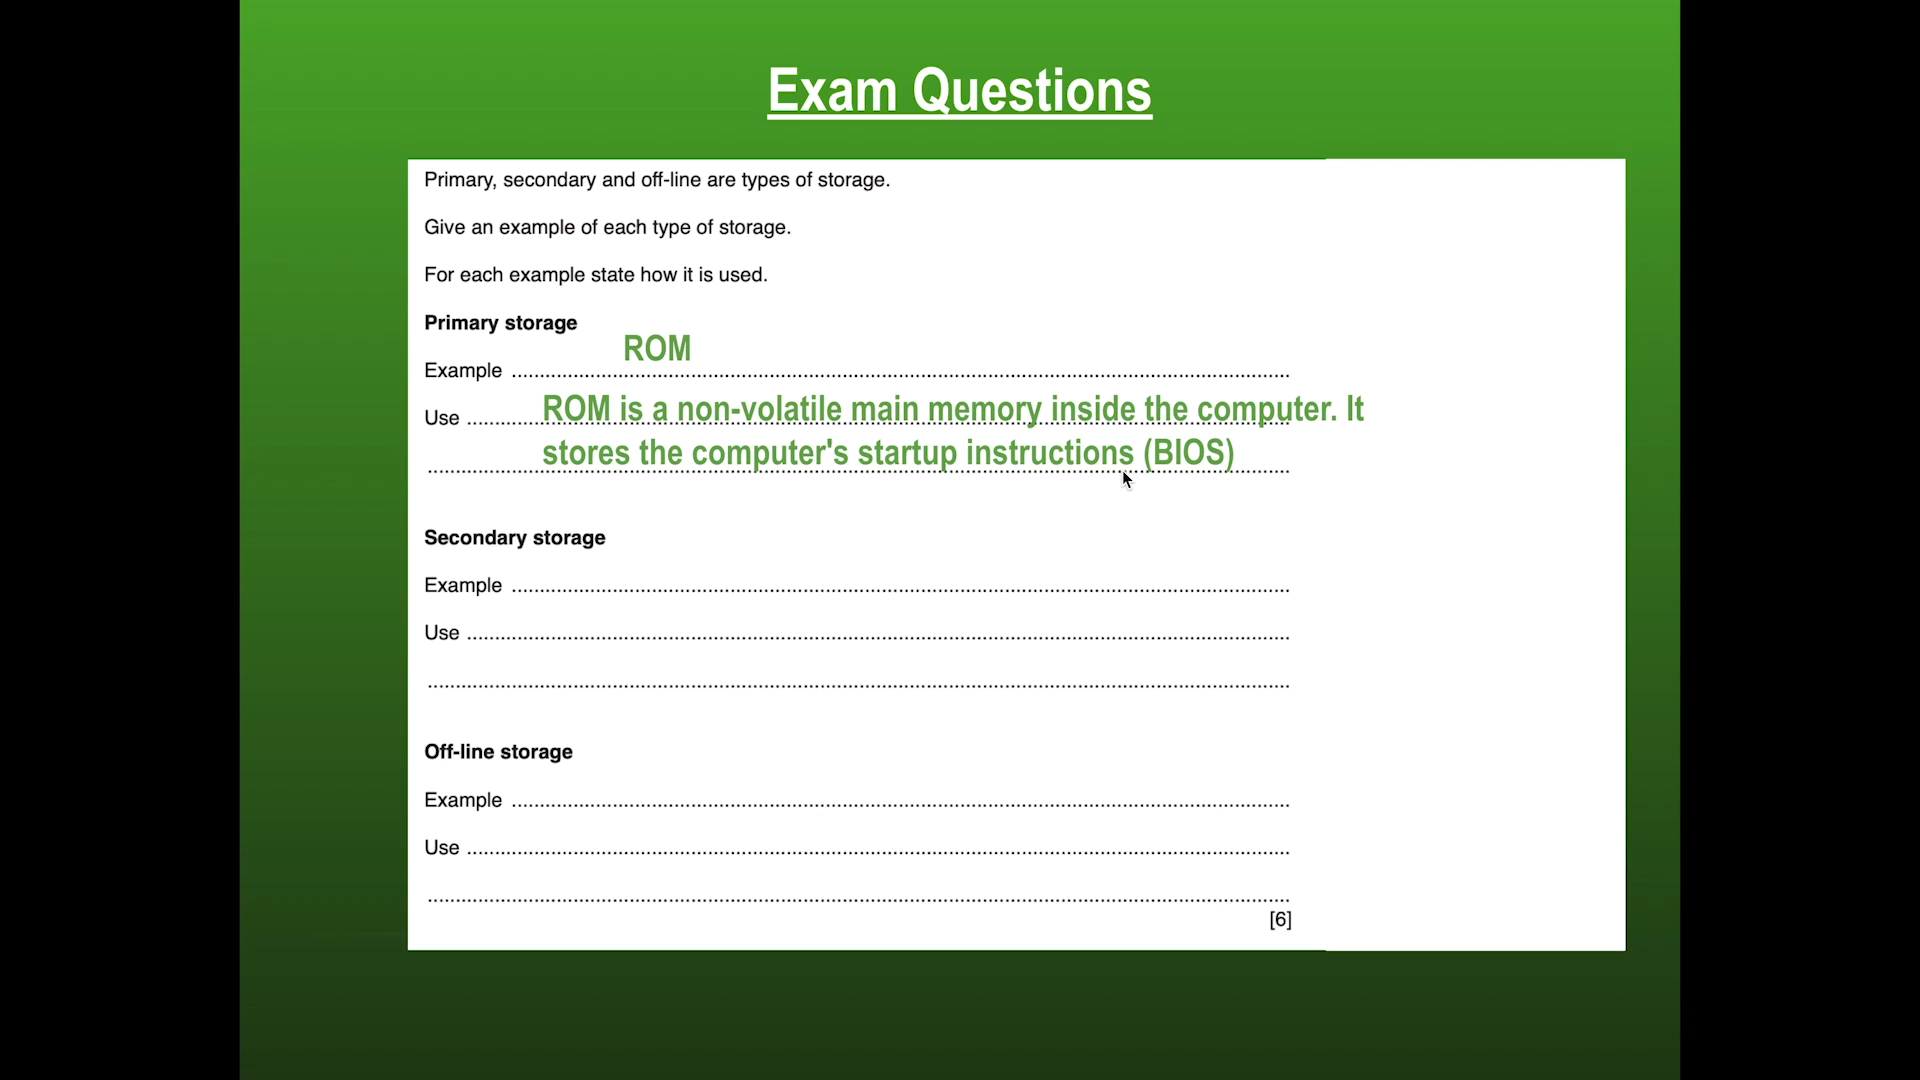 Exam Questions
Primary, secondary and off-line are types of storage.
Give an example of each type of storage.
For each example state how it is used.
Primary storage
ROM
Example ................................................................
Use ................................................................
ROM is a non-volatile main memory inside the computer. It
stores the computer's startup instructions (BIOS)
................................................................
Secondary storage
Example ................................................................
Use ................................................................
................................................................
Off-line storage
Example ................................................................
Use ................................................................
................................................................
[6]